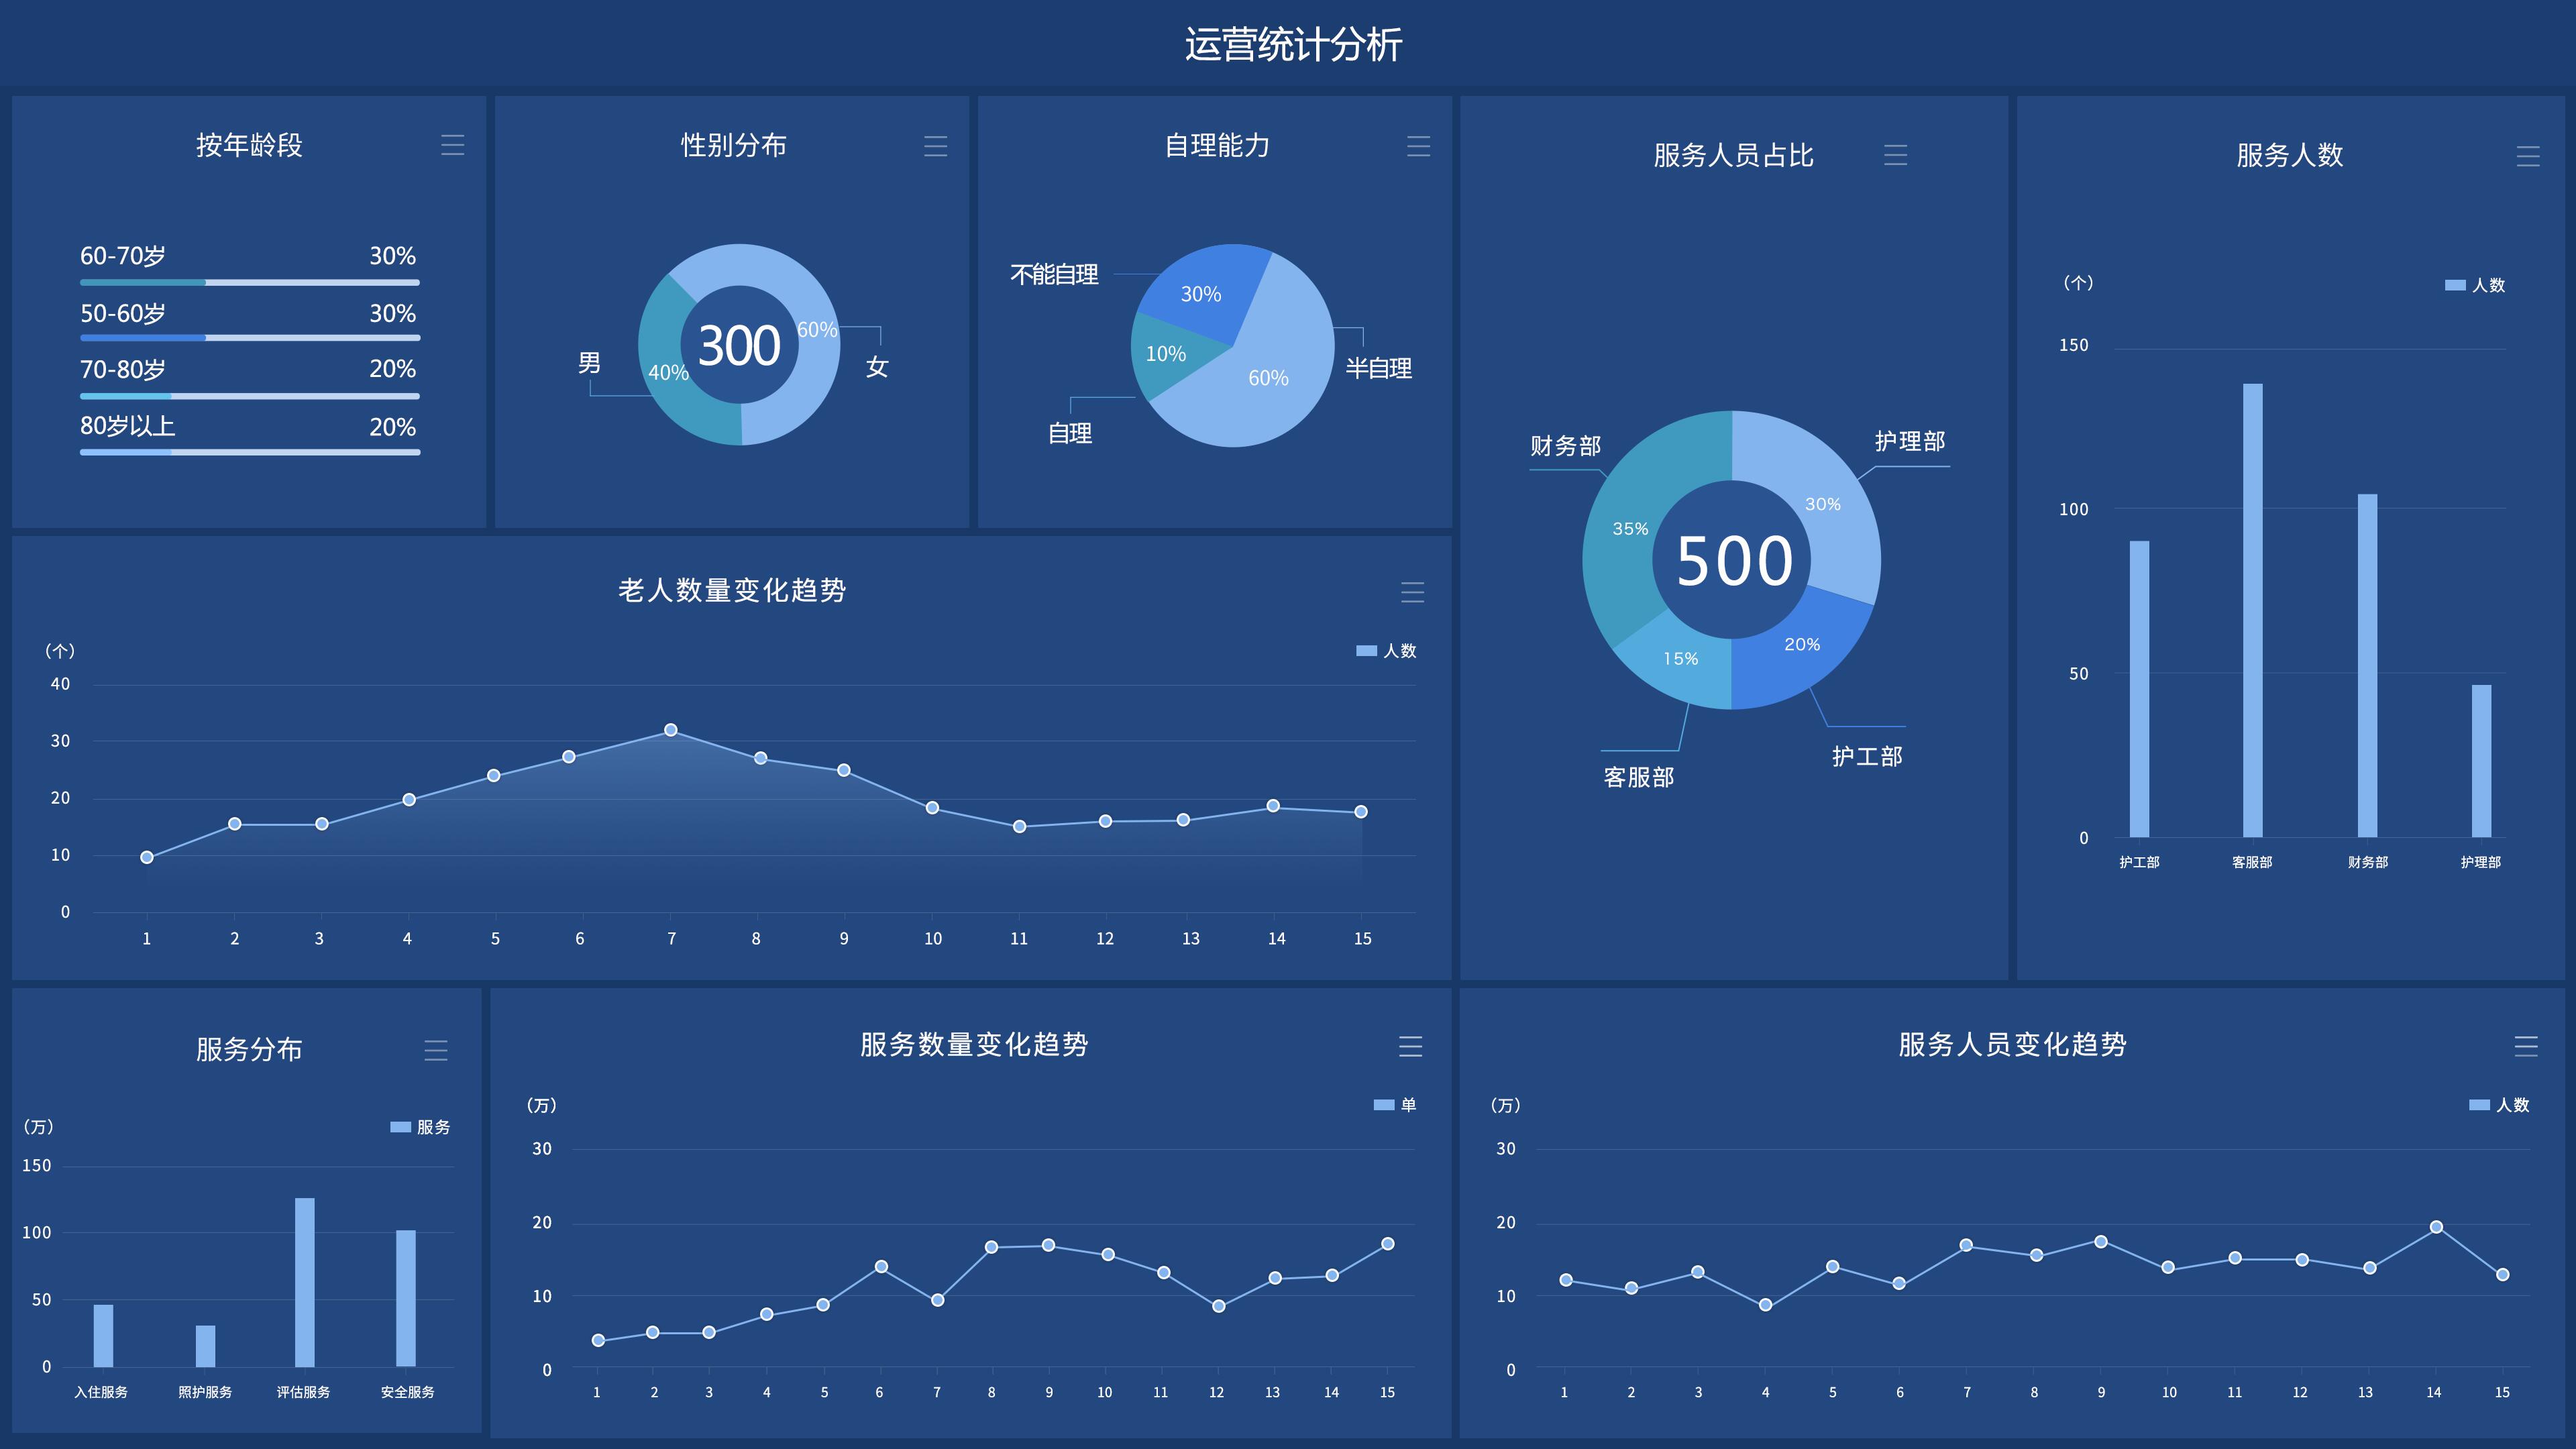 运营统计分析
按年龄段
60-70岁 30%
50-60岁 30%
70-80岁 20%
80岁以上 20%
性别分布
300
60%
40%
男
女
自理能力
不能自理
30%
10%
60%
半自理
自理
服务人员占比
财务部
护理部
30%
35%
500
20%
15%
护工部
客服部
服务人数
（个）
人数
150
100
50
0
护工部 客服部 财务部 护理部
老人数量变化趋势
（个）
人数
40
30
20
10
0
1 2 3 4 5 6 7 8 9 10 11 12 13 14 15
服务分布
（万）
服务
150
100
50
0
入住服务 照护服务 评估服务 安全服务
服务数量变化趋势
（万）
单
30
20
10
0
1 2 3 4 5 6 7 8 9 10 11 12 13 14 15
服务人员变化趋势
（万）
人数
30
20
10
0
1 2 3 4 5 6 7 8 9 10 11 12 13 14 15